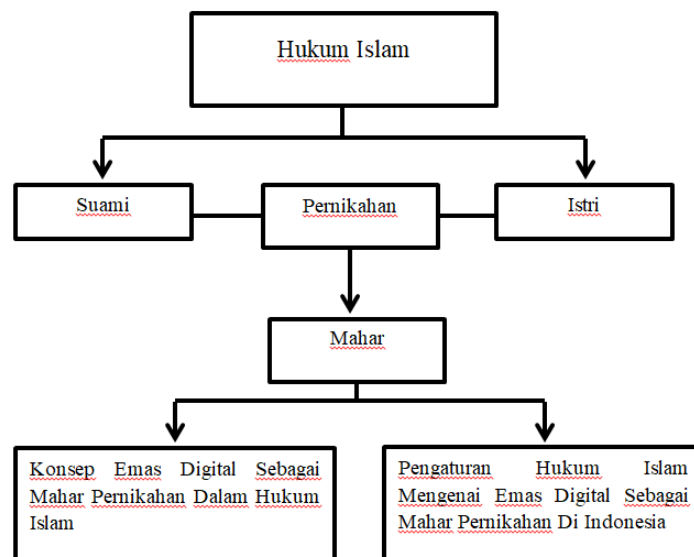 Hukum Islam
Suami
Pernikahan
Istri
Mahar
Konsep Emas Digital Sebagai
Mahar Pernikahan Dalam Hukum
Islam
Pengaturan Hukum Islam
Mengenai Emas Digital Sebagai
Mahar Pernikahan Di Indonesia